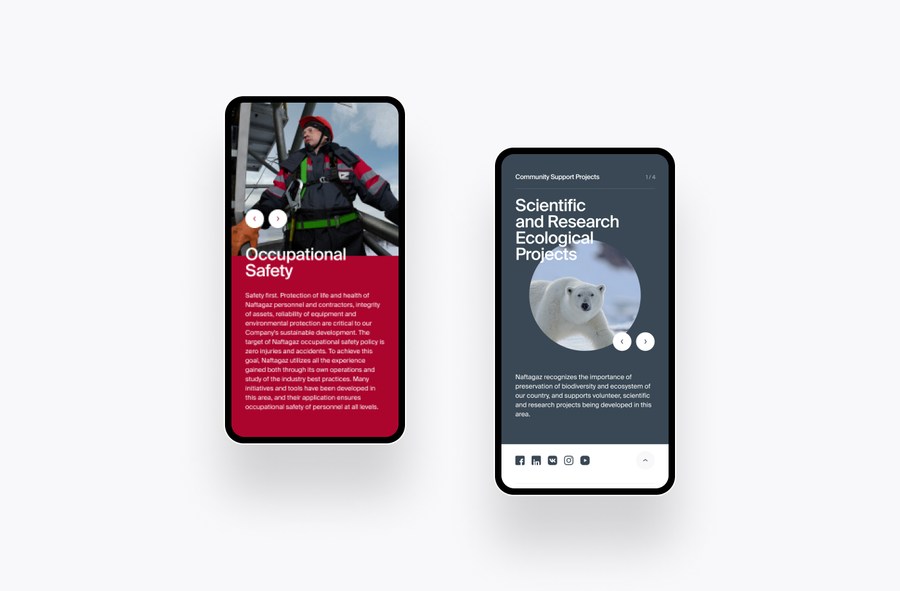 Occupational
Safety
Safety first. Protection of life and health of
Naftagaz personnel and contractors, integrity
of assets, reliability of equipment and
environmental protection are critical to our
Company's sustainable development. The
target of Naftagaz occupational safety policy is
zero injuries and accidents. To achieve this
goal, Naftagaz utilizes all the experience
gained both through its own operations and
study of the industry best practices. Many
initiatives and tools have been developed in
this area, and their application ensures
occupational safety of personnel at all levels.
Community Support Projects 1 / 4
Scientific
and Research
Ecological
Projects
Naftagaz recognizes the importance of
preservation of biodiversity and ecosystem of
our country, and supports volunteer, scientific
and research projects being developed in this
area.